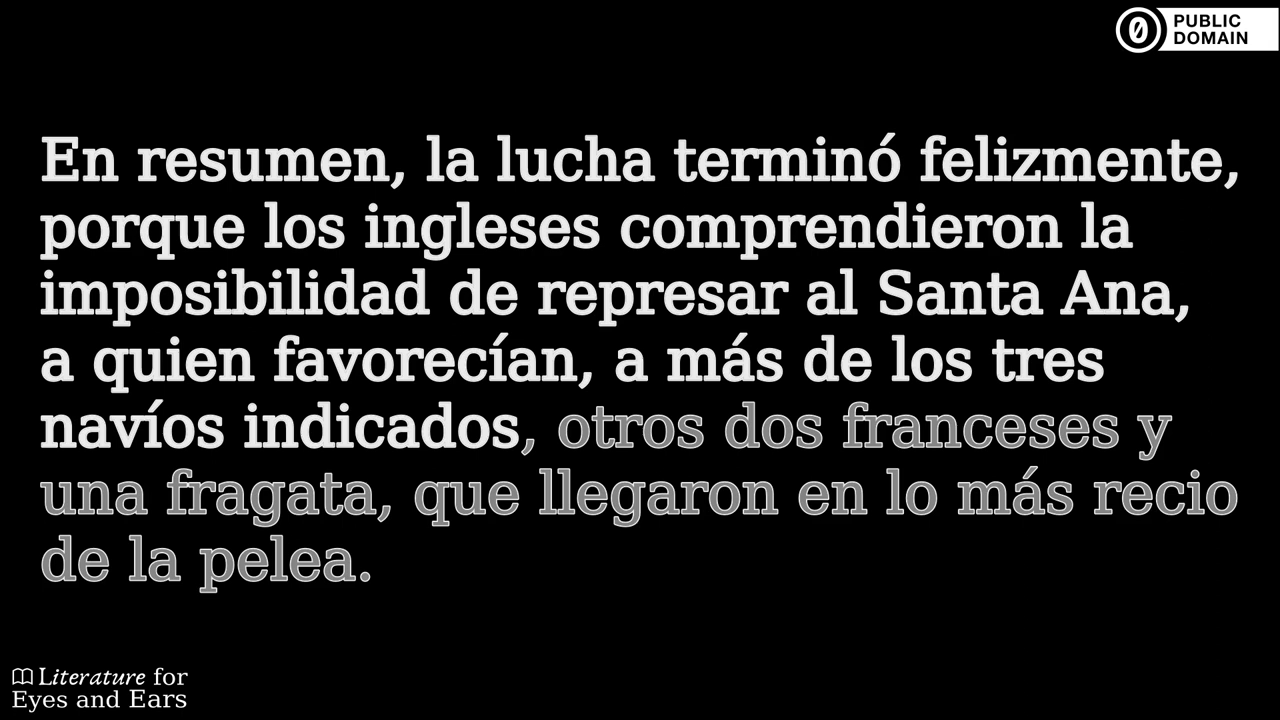 PUBLIC
DOMAIN
En resumen, la lucha terminó felizmente,
porque los ingleses comprendieron la
imposibilidad de represar al Santa Ana,
a quien favorecían, a más de los tres
navíos indicados, otros dos franceses y
una fragata, que llegaron en lo más recio
de la pelea.
Literature for
Eyes and Ears